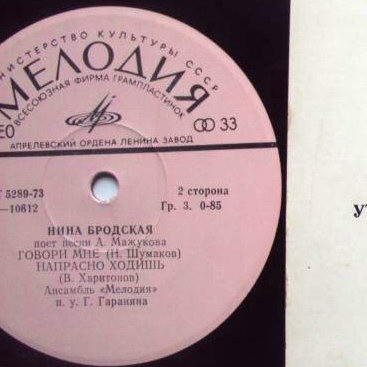 МИНИСТЕРСТВО КУЛЬТУРЫ СССР
МЕЛОДИЯ
ВСЕСОЮЗНАЯ ФИРМА ГРАМПЛАСТИНОК
33
АПРЕЛЕВСКИЙ ОРДЕНА ЛЕНИНА ЗАВОД
5289-73
2 сторона
—10612
Гр. 3. 0-85
НИНА БРОДСКАЯ
поет песни А. Мажукова
ГОВОРИ МНЕ (Н. Шумаков)
НАПРАСНО ХОДИШЬ
(В. Харитонов)
Ансамбль «Мелодия»
п. у. Г. Гараняна